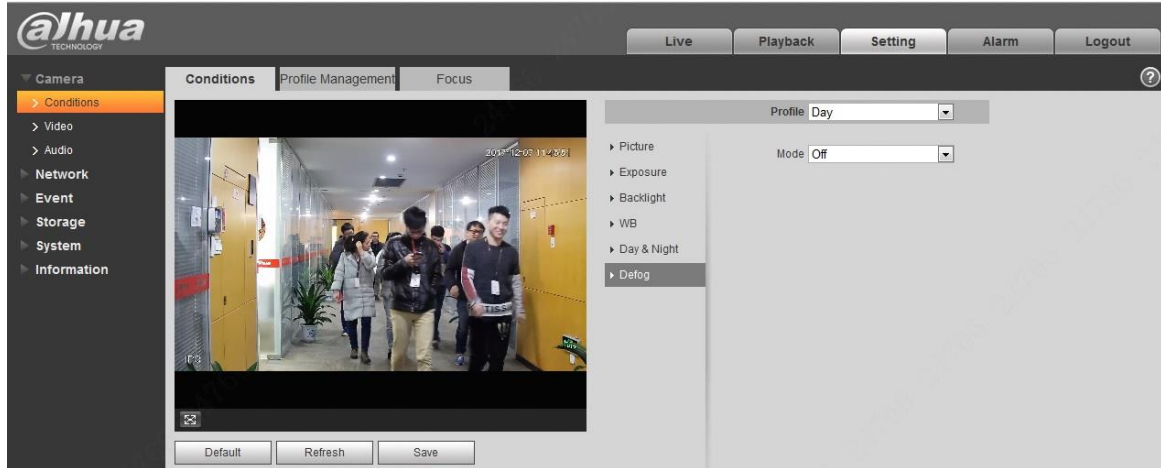 alhua
TECHNOLOGY
Live
Playback
Setting
Alarm
Logout
Camera
Conditions
Video
Audio
Network
Event
Storage
System
Information
Conditions
Profile Management
Focus
?
IPC
Profile Day
Picture
Exposure
Backlight
WB
Day & Night
Defog
Mode Off
Default
Refresh
Save